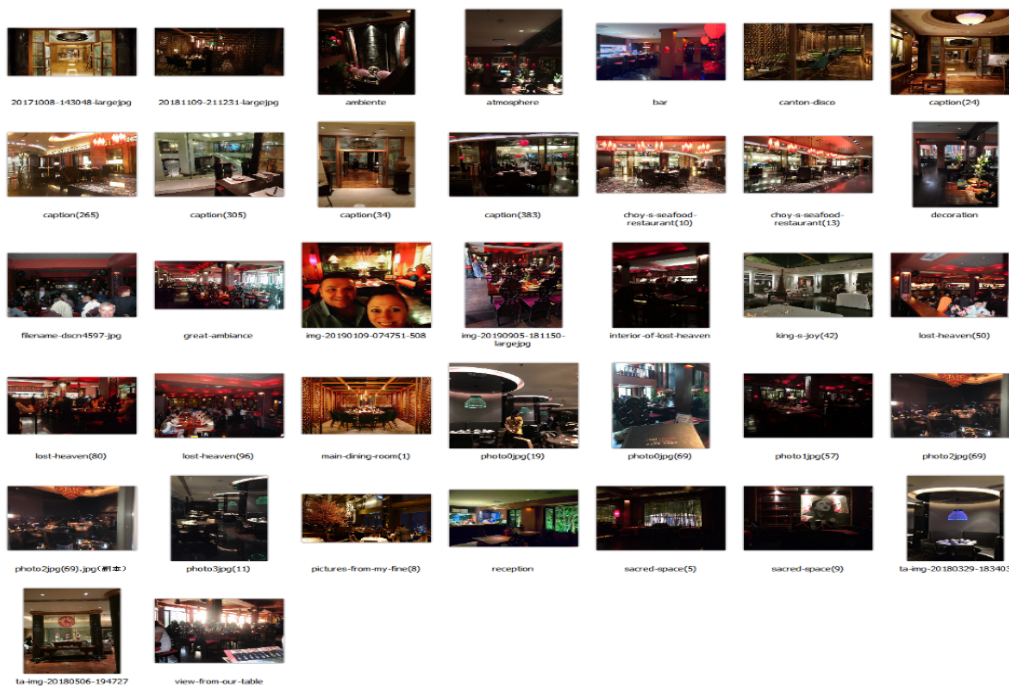 20171008-143048-largejpg
20181109-211231-largejpg
ambiente
atmosphere
bar
canton-disco
caption(24)
caption(265)
caption(305)
caption(34)
caption(383)
choy-s-seafood-
restaurant(10)
choy-s-seafood-
restaurant(13)
decoration
filename-dscn4597-jpg
great-ambiance
img-20190109-074751-508
img-20190905-181150-
largejpg
interior-of-lost-heaven
king-s-joy(42)
lost-heaven(50)
lost-heaven(80)
lost-heaven(96)
main-dining-room(1)
photo0jpg(19)
photo0jpg(69)
photo1jpg(57)
photo2jpg(69)
photo2jpg(69).jpg(副本)
photo3jpg(11)
pictures-from-my-fine(8)
reception
sacred-space(5)
sacred-space(9)
ta-img-20180329-183403
ta-img-20180506-194727
view-from-our-table